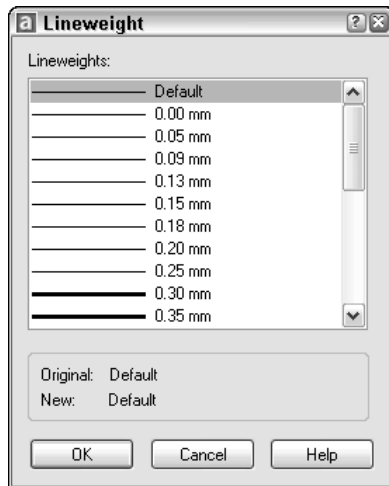 a Lineweight ? X
Lineweights:
Default
0.00 mm
0.05 mm
0.09 mm
0.13 mm
0.15 mm
0.18 mm
0.20 mm
0.25 mm
0.30 mm
0.35 mm
Original: Default
New: Default
OK Cancel Help